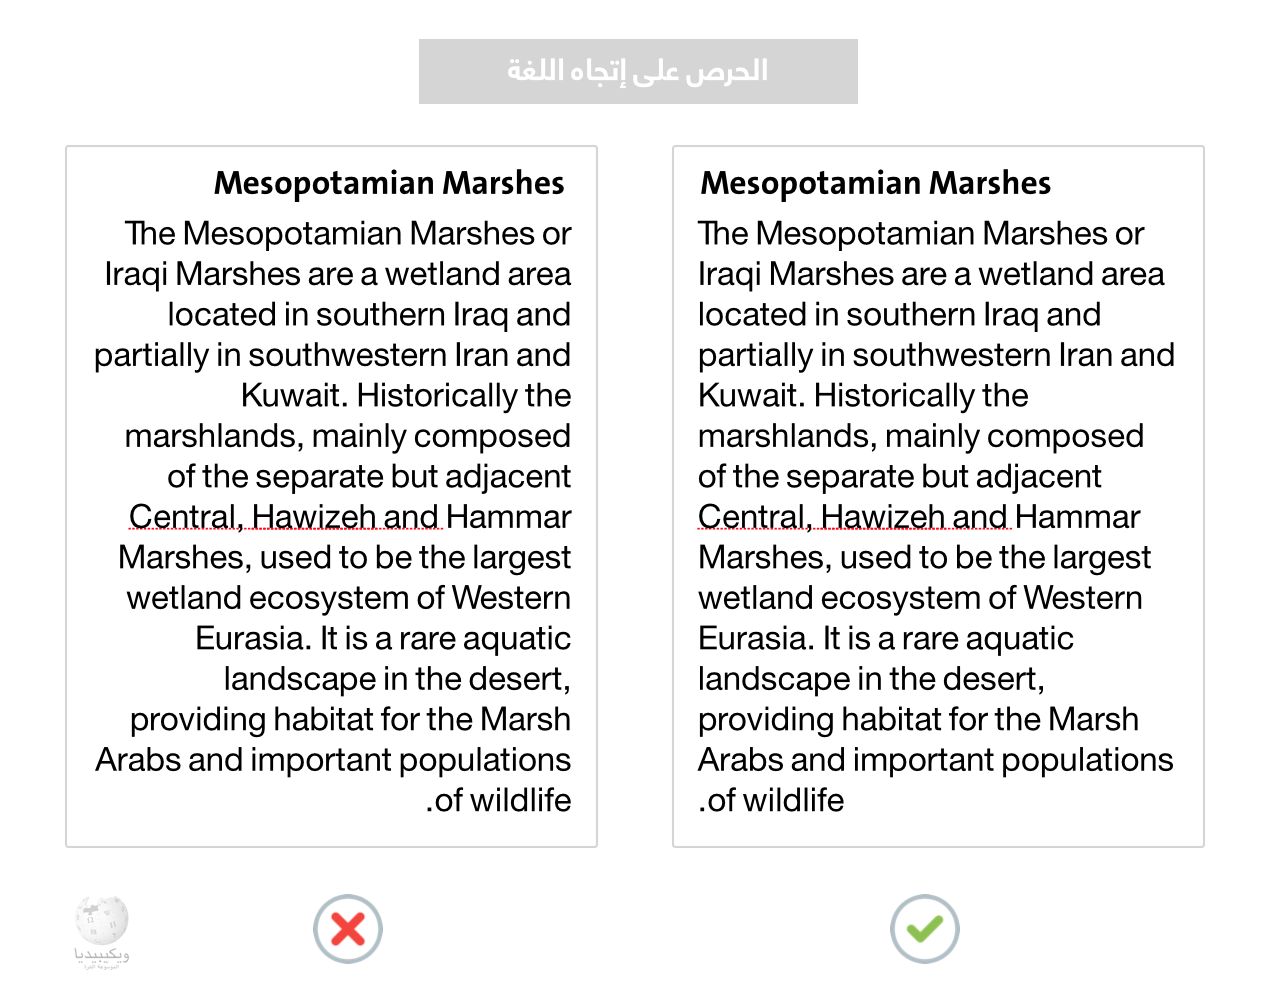 الحرص على إتجاه اللغة
Mesopotamian Marshes
The Mesopotamian Marshes or
Iraqi Marshes are a wetland area
located in southern Iraq and
partially in southwestern Iran and
Kuwait. Historically the
marshlands, mainly composed
of the separate but adjacent
Central, Hawizeh and Hammar
Marshes, used to be the largest
wetland ecosystem of Western
Eurasia. It is a rare aquatic
landscape in the desert,
providing habitat for the Marsh
Arabs and important populations
.of wildlife
Mesopotamian Marshes
The Mesopotamian Marshes or
Iraqi Marshes are a wetland area
located in southern Iraq and
partially in southwestern Iran and
Kuwait. Historically the
marshlands, mainly composed
of the separate but adjacent
Central, Hawizeh and Hammar
Marshes, used to be the largest
wetland ecosystem of Western
Eurasia. It is a rare aquatic
landscape in the desert,
providing habitat for the Marsh
Arabs and important populations
.of wildlife
ويكيبيديا
الموسوعة الحرة